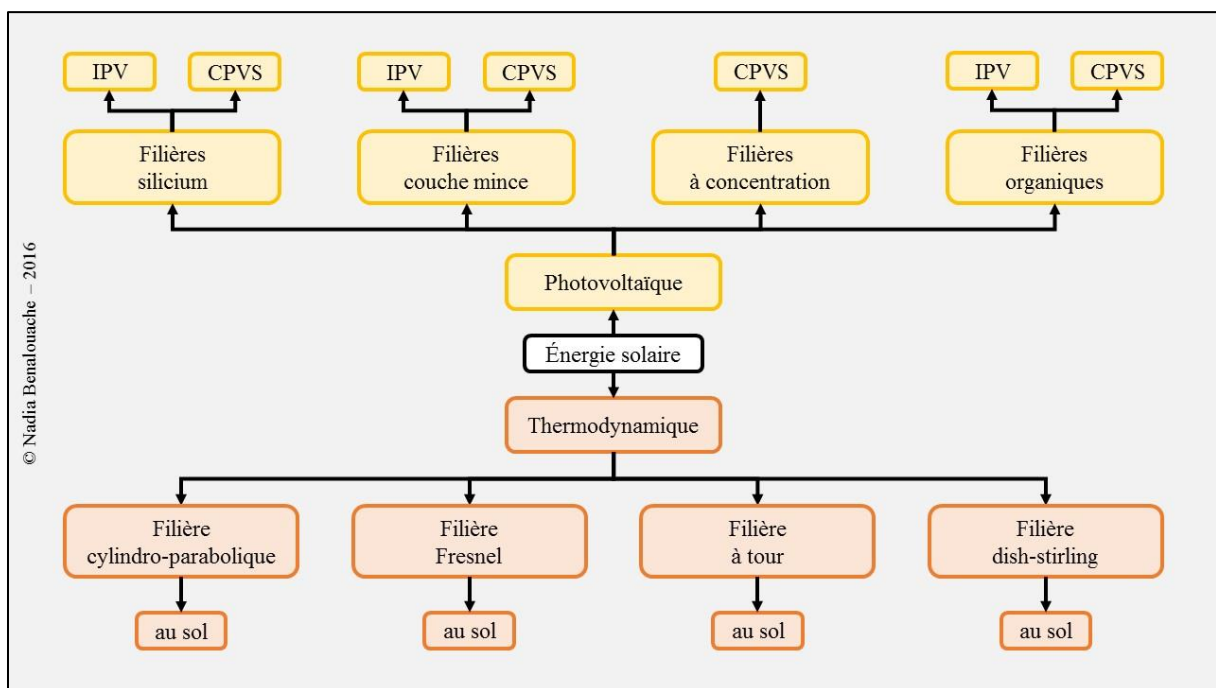 IPV
CPVS
IPV
CPVS
CPVS
IPV
CPVS
Filières
silicium
Filières
couche mince
Filières
à concentration
Filières
organiques
Photovoltaïque
Énergie solaire
Thermodynamique
Filière
cylindro-parabolique
Filière
Fresnel
Filière
à tour
Filière
dish-stirling
au sol
au sol
au sol
au sol
© Nadia Benalouache – 2016